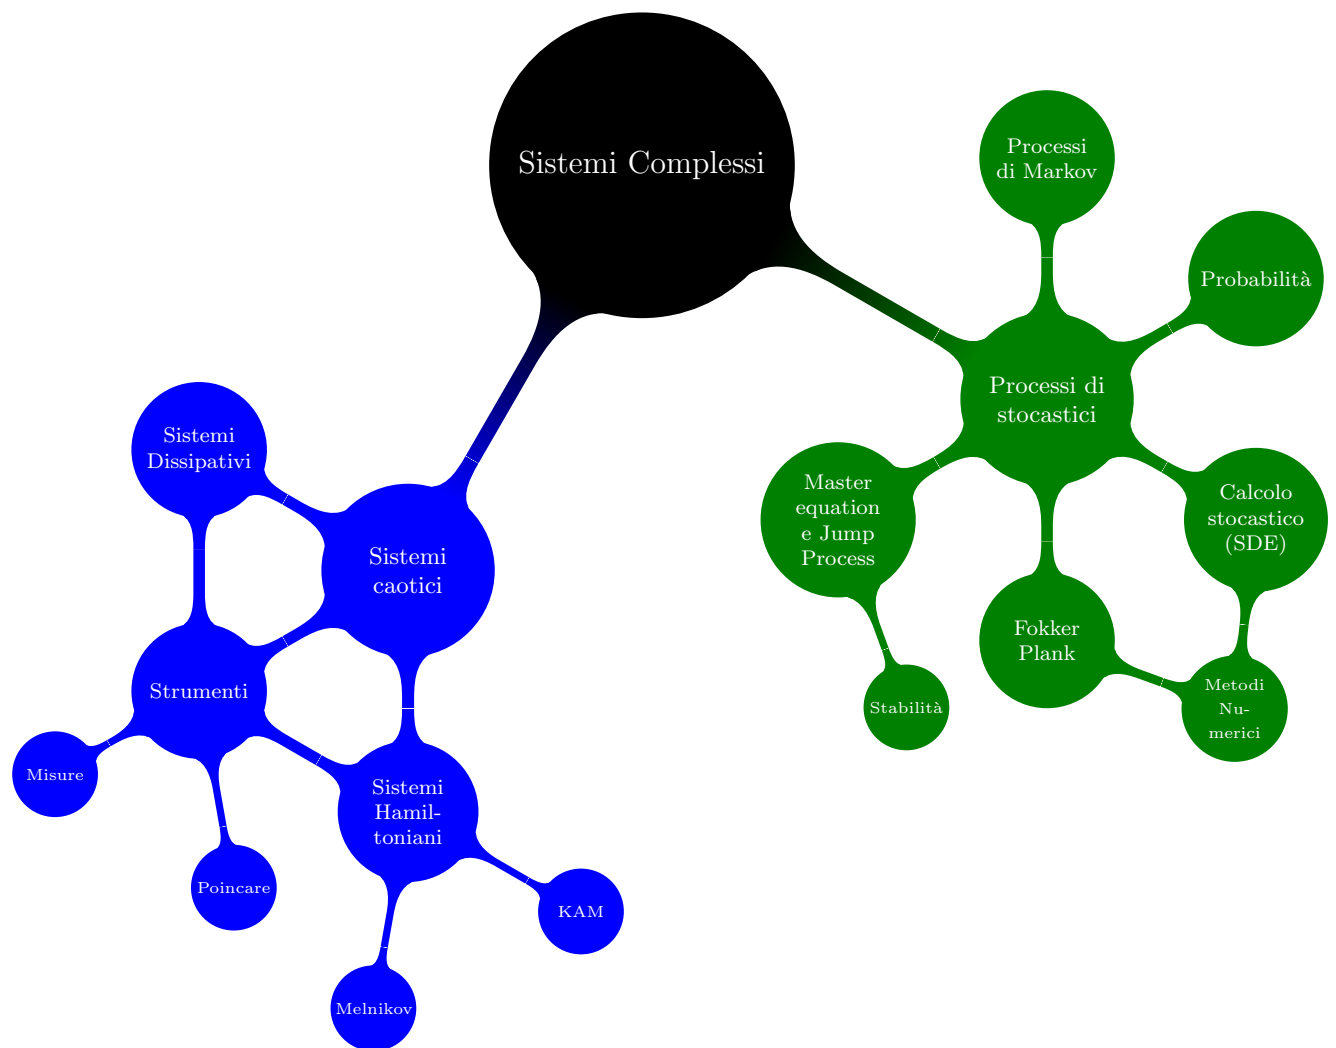 Sistemi Complessi
Processi
di Markov
Probabilità
Processi di
stocastici
Master
equation
e Jump
Process
Calcolo
stocastico
(SDE)
Fokker
Plank
Stabilità
Metodi
Nu-
merici
Sistemi
Dissipativi
Sistemi
caotici
Strumenti
Misure
Poincare
Sistemi
Hamil-
toniani
KAM
Melnikov